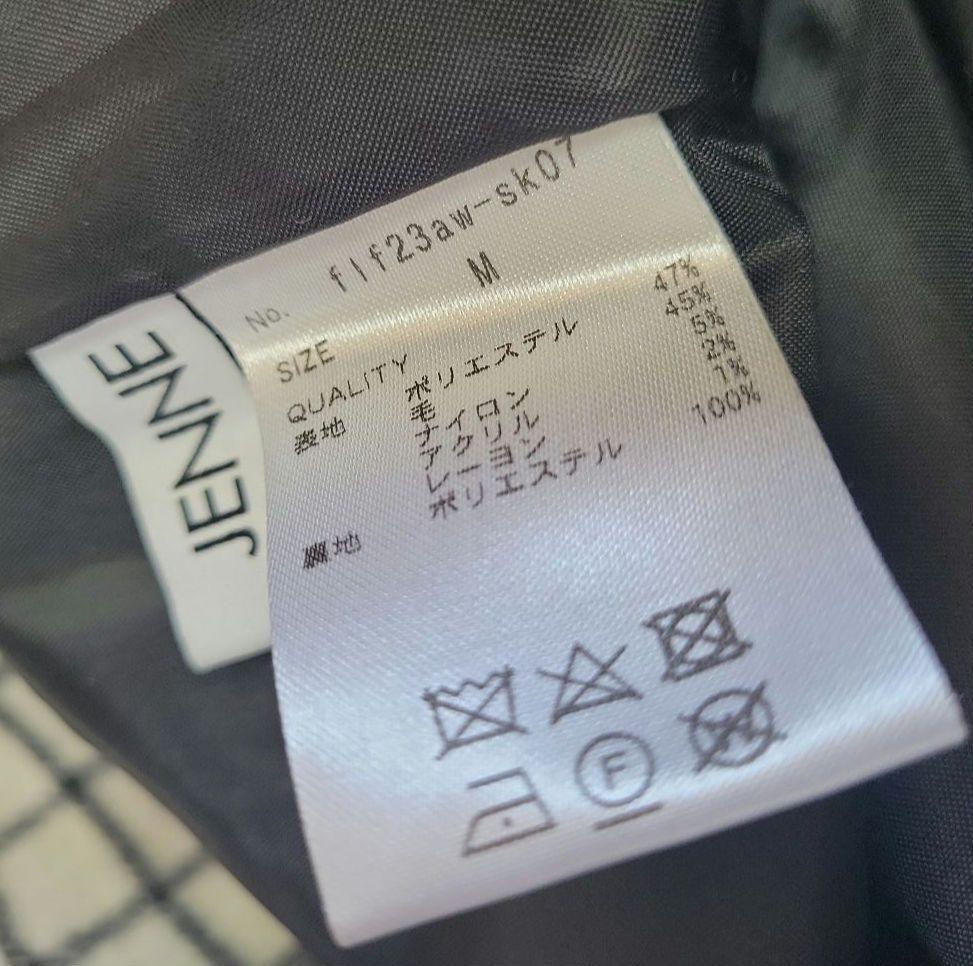 JENNE
No. flf23aw-sk07
SIZE M
QUALITY
表地 ポリエステル 47%
毛 45%
ナイロン 5%
アクリル 2%
レーヨン 1%
裏地 ポリエステル 100%
F
W